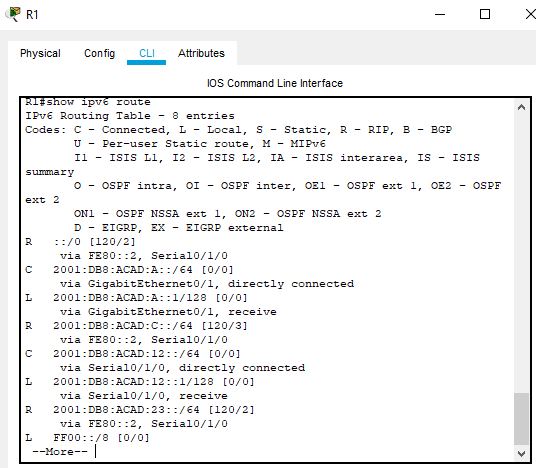 R1
Physical Config CLI Attributes
IOS Command Line Interface
R1#show ipv6 route
IPv6 Routing Table - 8 entries
Codes: C - Connected, L - Local, S - Static, R - RIP, B - BGP
U - Per-user Static route, M - MIPv6
I1 - ISIS L1, I2 - ISIS L2, IA - ISIS interarea, IS - ISIS
summary
O - OSPF intra, OI - OSPF inter, OE1 - OSPF ext 1, OE2 - OSPF
ext 2
ON1 - OSPF NSSA ext 1, ON2 - OSPF NSSA ext 2
D - EIGRP, EX - EIGRP external
R ::/0 [120/2]
via FE80::2, Serial0/1/0
C 2001:DB8:ACAD:A::/64 [0/0]
via GigabitEthernet0/1, directly connected
L 2001:DB8:ACAD:A::1/128 [0/0]
via GigabitEthernet0/1, receive
R 2001:DB8:ACAD:C::/64 [120/3]
via FE80::2, Serial0/1/0
C 2001:DB8:ACAD:12::/64 [0/0]
via Serial0/1/0, directly connected
L 2001:DB8:ACAD:12::1/128 [0/0]
via Serial0/1/0, receive
R 2001:DB8:ACAD:23::/64 [120/2]
via FE80::2, Serial0/1/0
L FF00::/8 [0/0]
--More--